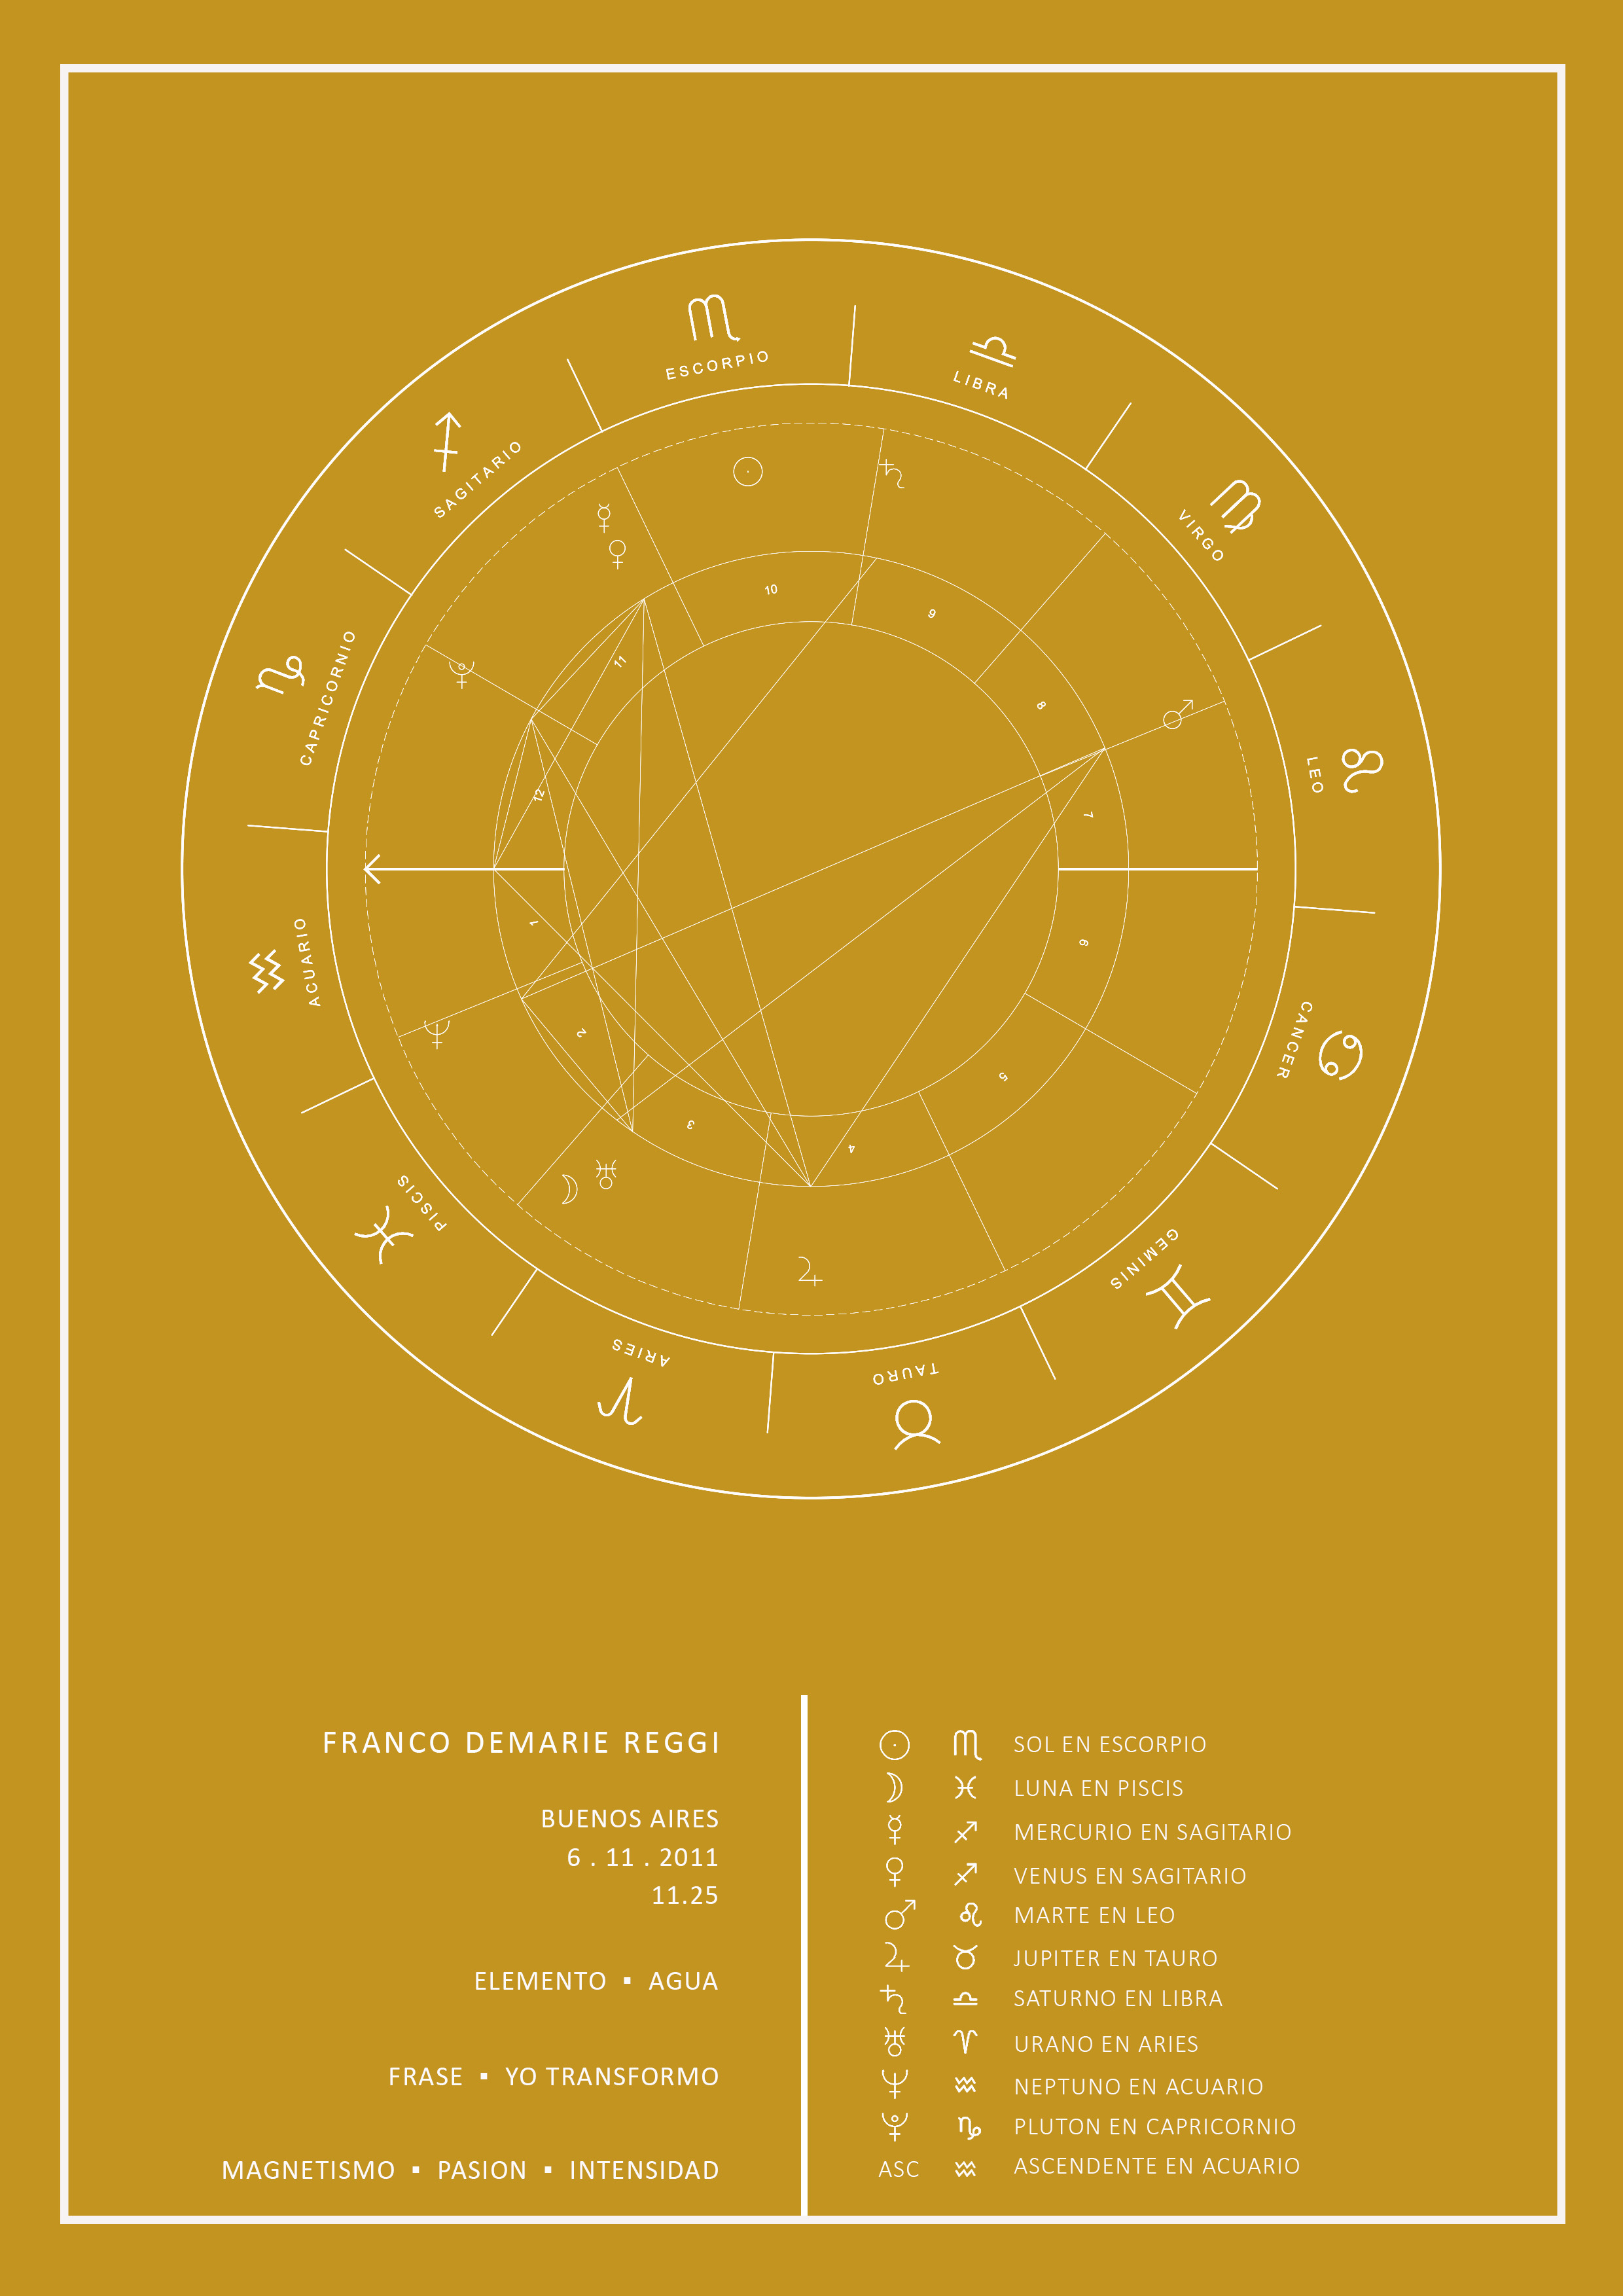 ESCORPIO
LIBRA
VIRGO
LEO
CANCER
GEMINIS
TAURO
ARIES
PISCIS
ACUARIO
CAPRICORNIO
SAGITARIO
10
9
8
7
6
5
4
3
2
1
12
11
FRANCO DEMARIE REGGI
BUENOS AIRES
6 . 11 . 2011
11.25
ELEMENTO ▪ AGUA
FRASE ▪ YO TRANSFORMO
MAGNETISMO ▪ PASION ▪ INTENSIDAD
☉ ♏ SOL EN ESCORPIO
☽ ♓ LUNA EN PISCIS
☿ ♐ MERCURIO EN SAGITARIO
♀ ♐ VENUS EN SAGITARIO
♂ ♌ MARTE EN LEO
♃ ♉ JUPITER EN TAURO
♄ ♎ SATURNO EN LIBRA
♅ ♈ URANO EN ARIES
♆ ♒ NEPTUNO EN ACUARIO
⯓ ♑ PLUTON EN CAPRICORNIO
ASC ♒ ASCENDENTE EN ACUARIO